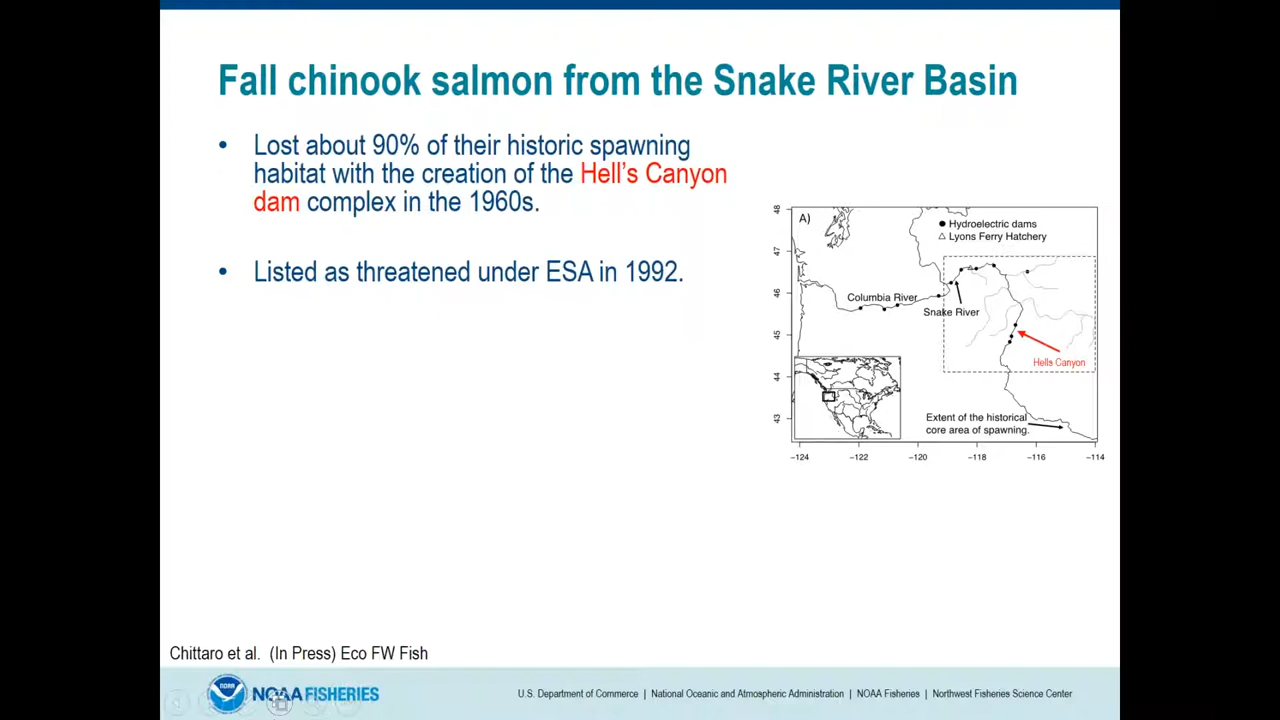 Fall chinook salmon from the Snake River Basin
• Lost about 90% of their historic spawning
habitat with the creation of the Hell's Canyon
dam complex in the 1960s.
• Listed as threatened under ESA in 1992.
A)
Hydroelectric dams
Lyons Ferry Hatchery
Columbia River
Snake River
Hells Canyon
Extent of the historical
core area of spawning.
48
47
46
45
44
43
−124
−122
−120
−118
−116
−114
Chittaro et al. (In Press) Eco FW Fish
NOAA
NOAA FISHERIES
U.S. Department of Commerce | National Oceanic and Atmospheric Administration | NOAA Fisheries | Northwest Fisheries Science Center